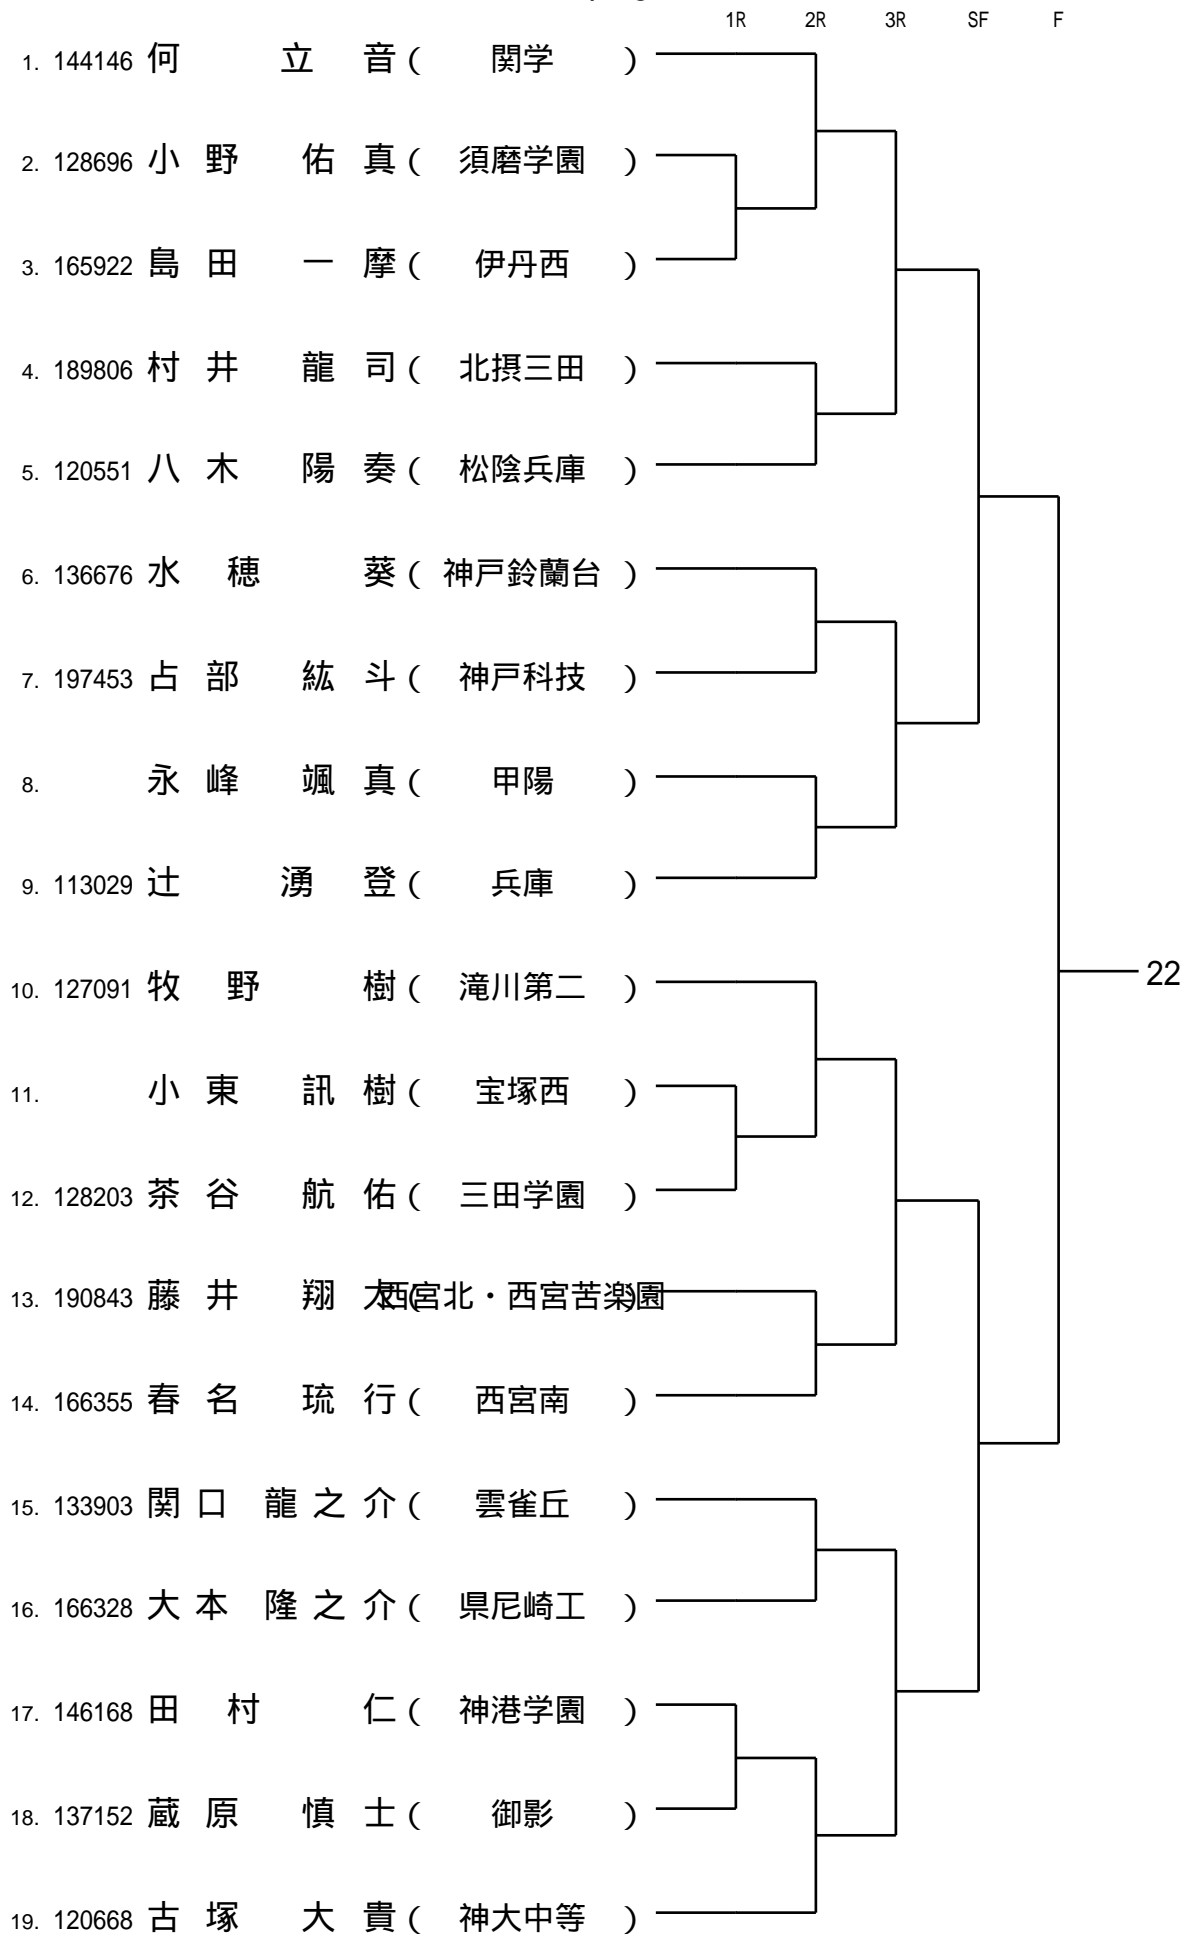 1R 2R 3R SF F
1. 144146 何 立 音 ( 関学 )
2. 128696 小 野 佑 真 ( 須磨学園 )
3. 165922 島 田 一 摩 ( 伊丹西 )
4. 189806 村 井 龍 司 ( 北摂三田 )
5. 120551 八 木 陽 奏 ( 松陰兵庫 )
6. 136676 水 穂 葵 ( 神戸鈴蘭台 )
7. 197453 占 部 紘 斗 ( 神戸科技 )
8. 永 峰 颯 真 ( 甲陽 )
9. 113029 辻 湧 登 ( 兵庫 )
22
10. 127091 牧 野 樹 ( 滝川第二 )
11. 小 東 訊 樹 ( 宝塚西 )
12. 128203 茶 谷 航 佑 ( 三田学園 )
13. 190843 藤 井 翔 太 ( 西宮北・西宮苦楽園 )
14. 166355 春 名 琉 行 ( 西宮南 )
15. 133903 関 口 龍 之 介 ( 雲雀丘 )
16. 166328 大 本 隆 之 介 ( 県尼崎工 )
17. 146168 田 村 仁 ( 神港学園 )
18. 137152 蔵 原 慎 士 ( 御影 )
19. 120668 古 塚 大 貴 ( 神大中等 )